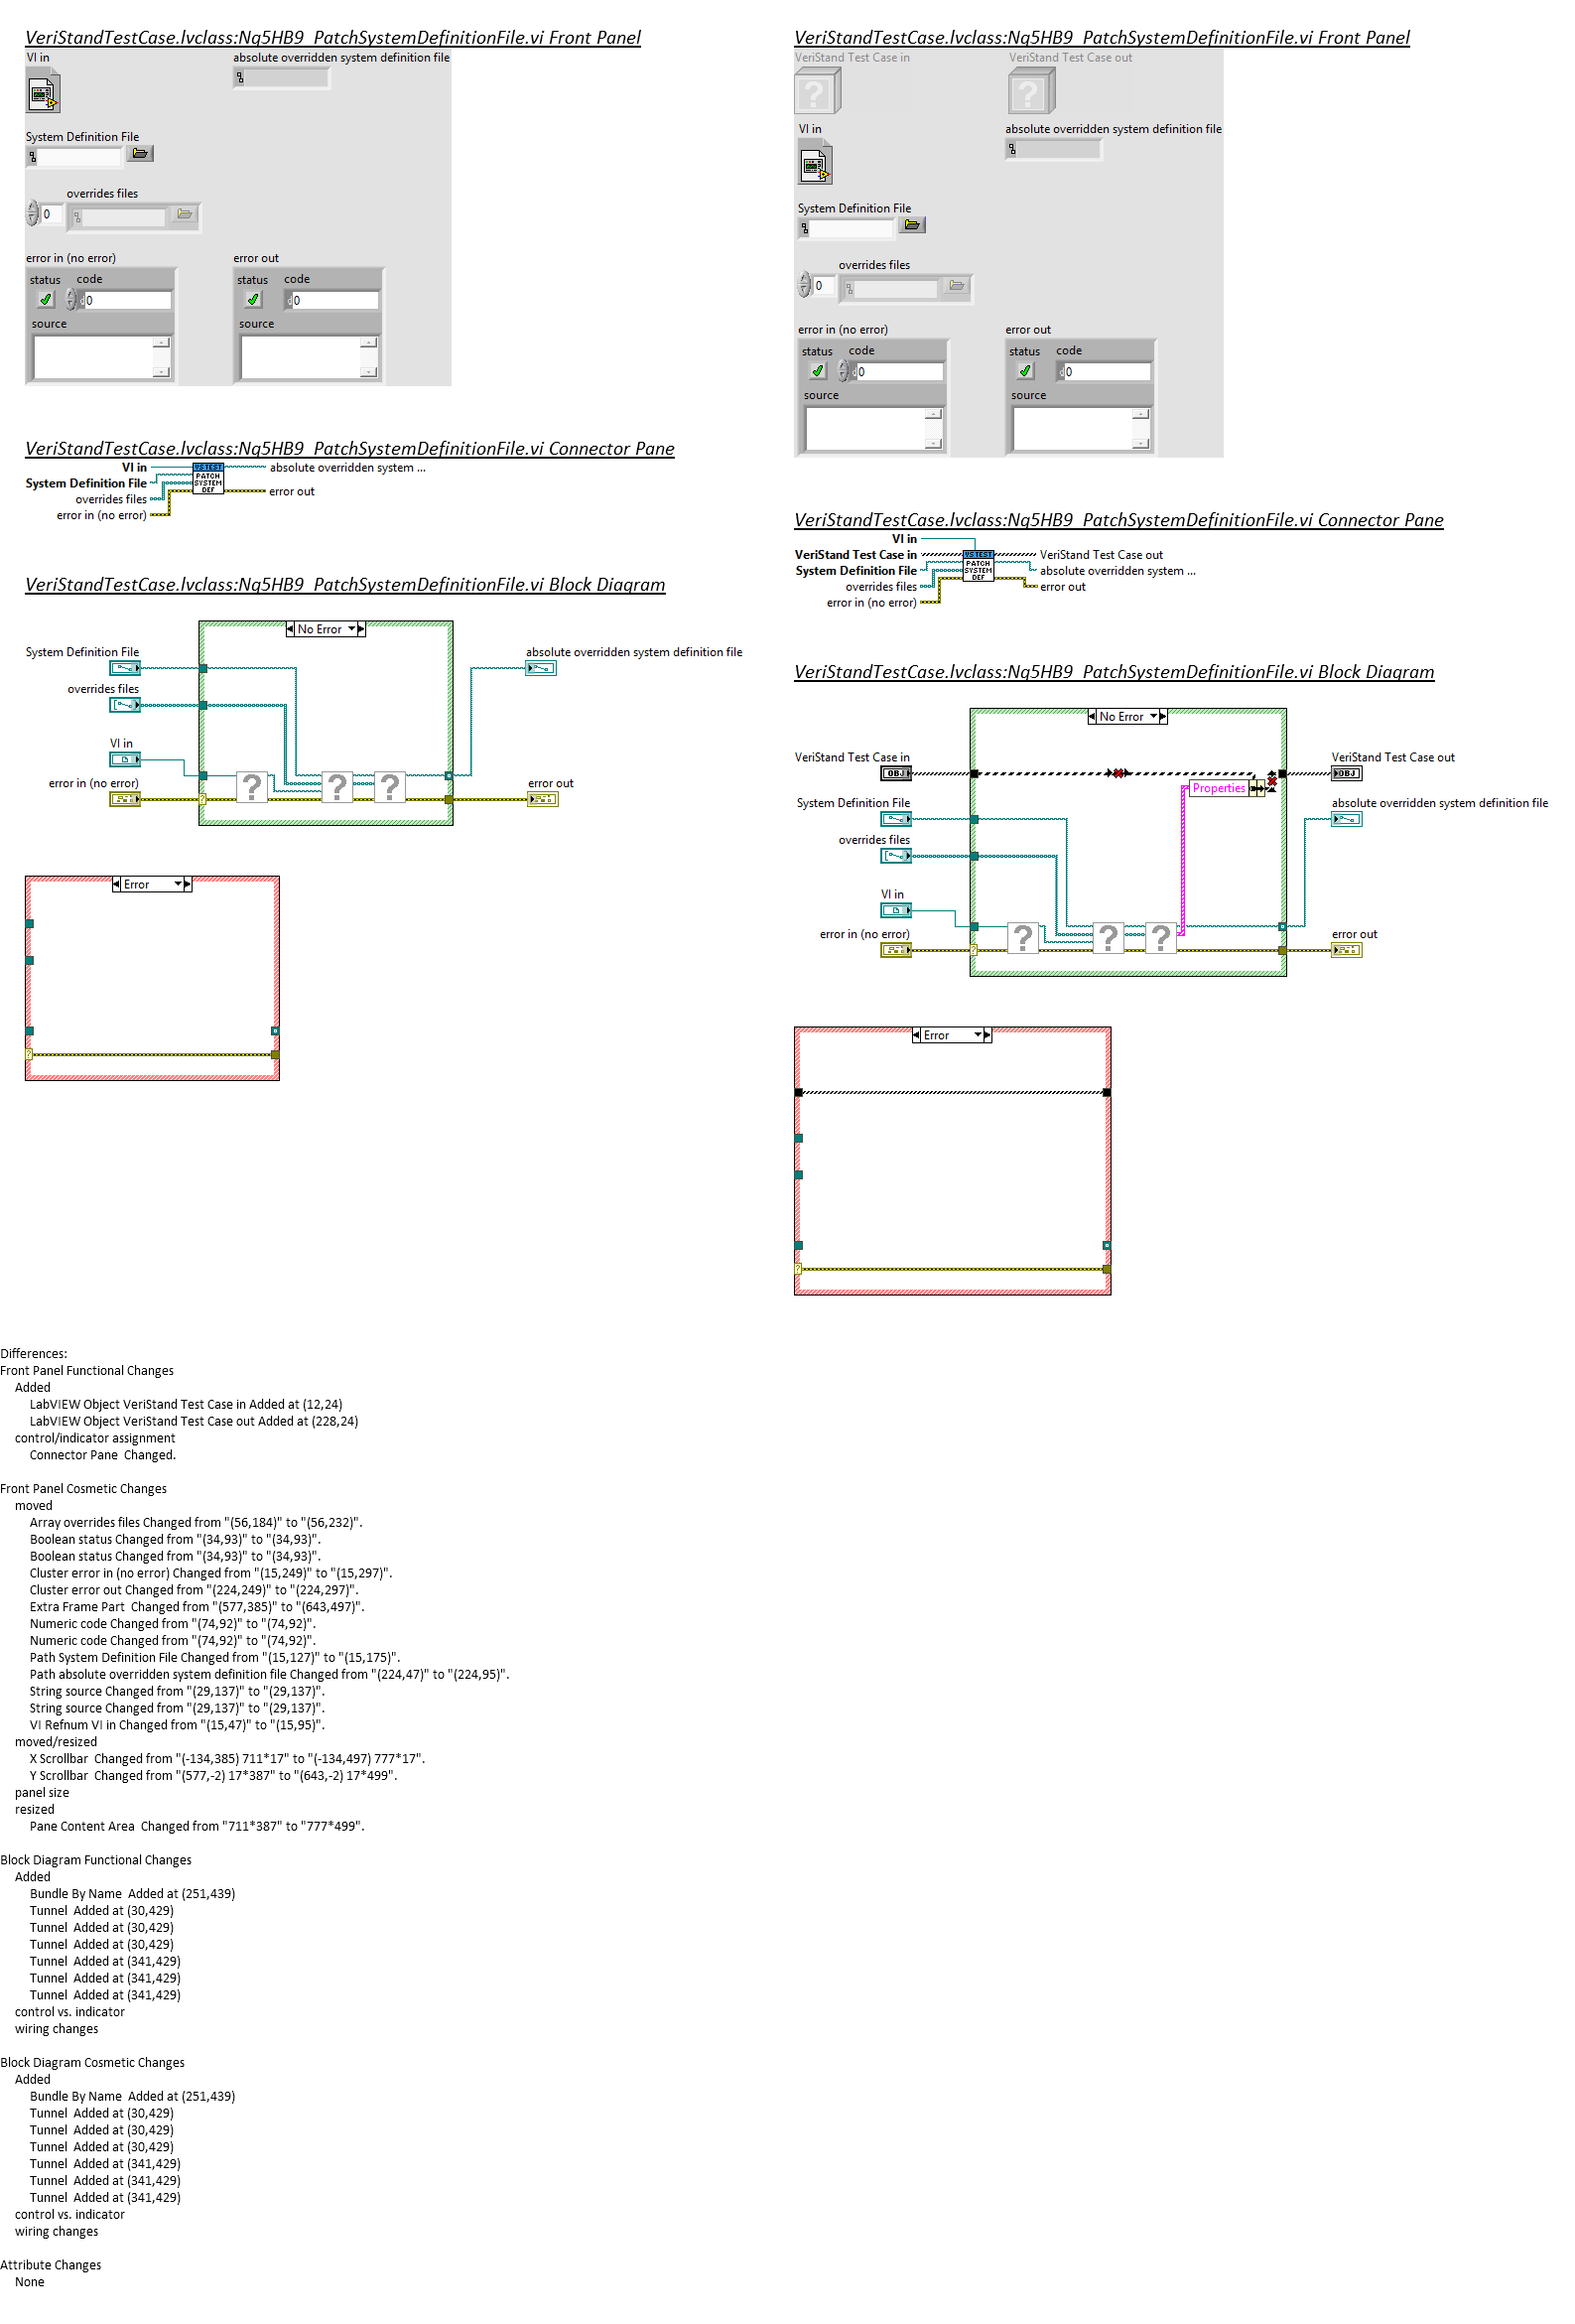 VeriStandTestCase.lvclass:Nq5HB9_PatchSystemDefinitionFile.vi Front Panel
VI in
absolute overridden system definition file
System Definition File
overrides files
0
error in (no error)
error out
status code
status code
0
0
source
source
VeriStandTestCase.lvclass:Nq5HB9_PatchSystemDefinitionFile.vi Connector Pane
VI in
System Definition File
overrides files
error in (no error)
VS TEST
PATCH
SYSTEM
DEF
absolute overridden system ...
error out
VeriStandTestCase.lvclass:Nq5HB9_PatchSystemDefinitionFile.vi Block Diagram
No Error
System Definition File
overrides files
VI in
error in (no error)
absolute overridden system definition file
error out
Error
VeriStandTestCase.lvclass:Nq5HB9_PatchSystemDefinitionFile.vi Front Panel
VeriStand Test Case in
VeriStand Test Case out
VI in
absolute overridden system definition file
System Definition File
overrides files
0
error in (no error)
error out
status code
status code
0
0
source
source
VeriStandTestCase.lvclass:Nq5HB9_PatchSystemDefinitionFile.vi Connector Pane
VI in
VeriStand Test Case in
System Definition File
overrides files
error in (no error)
VS TEST
PATCH
SYSTEM
DEF
VeriStand Test Case out
absolute overridden system ...
error out
VeriStandTestCase.lvclass:Nq5HB9_PatchSystemDefinitionFile.vi Block Diagram
No Error
VeriStand Test Case in
OBJ
System Definition File
overrides files
VI in
error in (no error)
Properties
VeriStand Test Case out
OBJ
absolute overridden system definition file
error out
Error
Differences:
Front Panel Functional Changes
Added
LabVIEW Object VeriStand Test Case in Added at (12,24)
LabVIEW Object VeriStand Test Case out Added at (228,24)
control/indicator assignment
Connector Pane  Changed.
Front Panel Cosmetic Changes
moved
Array overrides files Changed from "(56,184)" to "(56,232)".
Boolean status Changed from "(34,93)" to "(34,93)".
Boolean status Changed from "(34,93)" to "(34,93)".
Cluster error in (no error) Changed from "(15,249)" to "(15,297)".
Cluster error out Changed from "(224,249)" to "(224,297)".
Extra Frame Part  Changed from "(577,385)" to "(643,497)".
Numeric code Changed from "(74,92)" to "(74,92)".
Numeric code Changed from "(74,92)" to "(74,92)".
Path System Definition File Changed from "(15,127)" to "(15,175)".
Path absolute overridden system definition file Changed from "(224,47)" to "(224,95)".
String source Changed from "(29,137)" to "(29,137)".
String source Changed from "(29,137)" to "(29,137)".
VI Refnum VI in Changed from "(15,47)" to "(15,95)".
moved/resized
X Scrollbar  Changed from "(-134,385) 711*17" to "(-134,497) 777*17".
Y Scrollbar  Changed from "(577,-2) 17*387" to "(643,-2) 17*499".
panel size
resized
Pane Content Area  Changed from "711*387" to "777*499".
Block Diagram Functional Changes
Added
Bundle By Name  Added at (251,439)
Tunnel  Added at (30,429)
Tunnel  Added at (30,429)
Tunnel  Added at (30,429)
Tunnel  Added at (341,429)
Tunnel  Added at (341,429)
Tunnel  Added at (341,429)
control vs. indicator
wiring changes
Block Diagram Cosmetic Changes
Added
Bundle By Name  Added at (251,439)
Tunnel  Added at (30,429)
Tunnel  Added at (30,429)
Tunnel  Added at (30,429)
Tunnel  Added at (341,429)
Tunnel  Added at (341,429)
Tunnel  Added at (341,429)
control vs. indicator
wiring changes
Attribute Changes
None